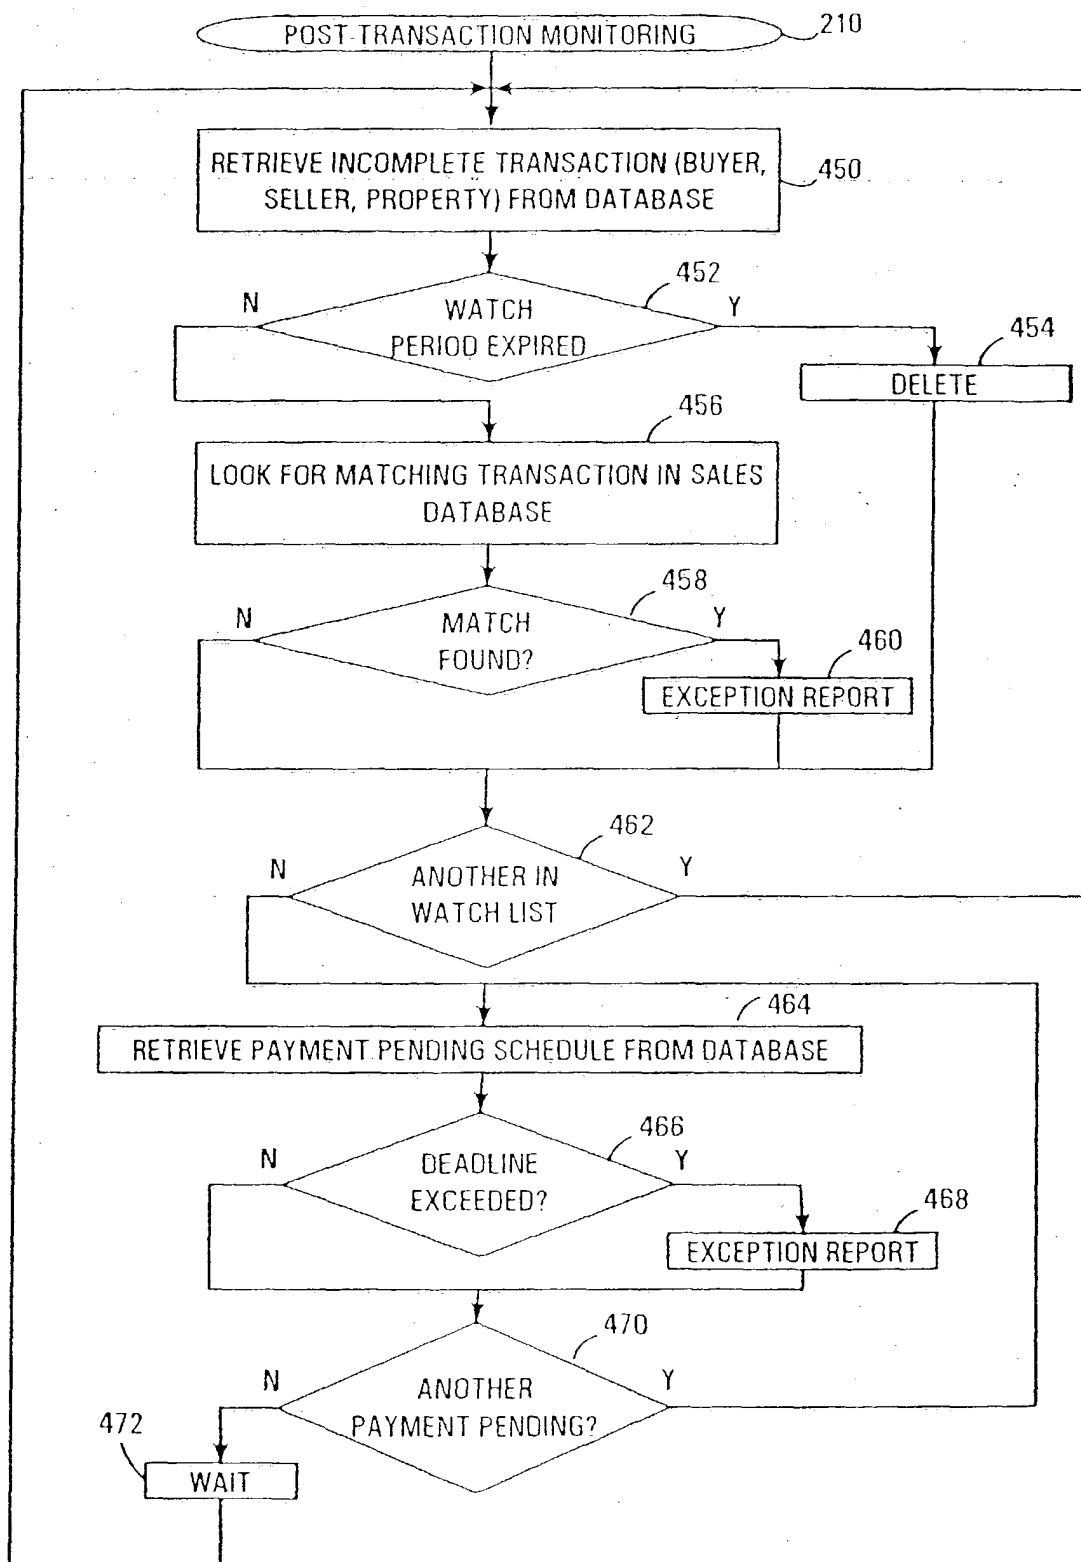 POST-TRANSACTION MONITORING
210
RETRIEVE INCOMPLETE TRANSACTION (BUYER,
SELLER, PROPERTY) FROM DATABASE
450
452
N
WATCH
PERIOD EXPIRED
Y
454
DELETE
456
LOOK FOR MATCHING TRANSACTION IN SALES
DATABASE
458
N
MATCH
FOUND?
Y
460
EXCEPTION REPORT
462
N
ANOTHER IN
WATCH LIST
Y
464
RETRIEVE PAYMENT PENDING SCHEDULE FROM DATABASE
466
N
DEADLINE
EXCEEDED?
Y
468
EXCEPTION REPORT
470
N
ANOTHER
PAYMENT PENDING?
Y
472
WAIT